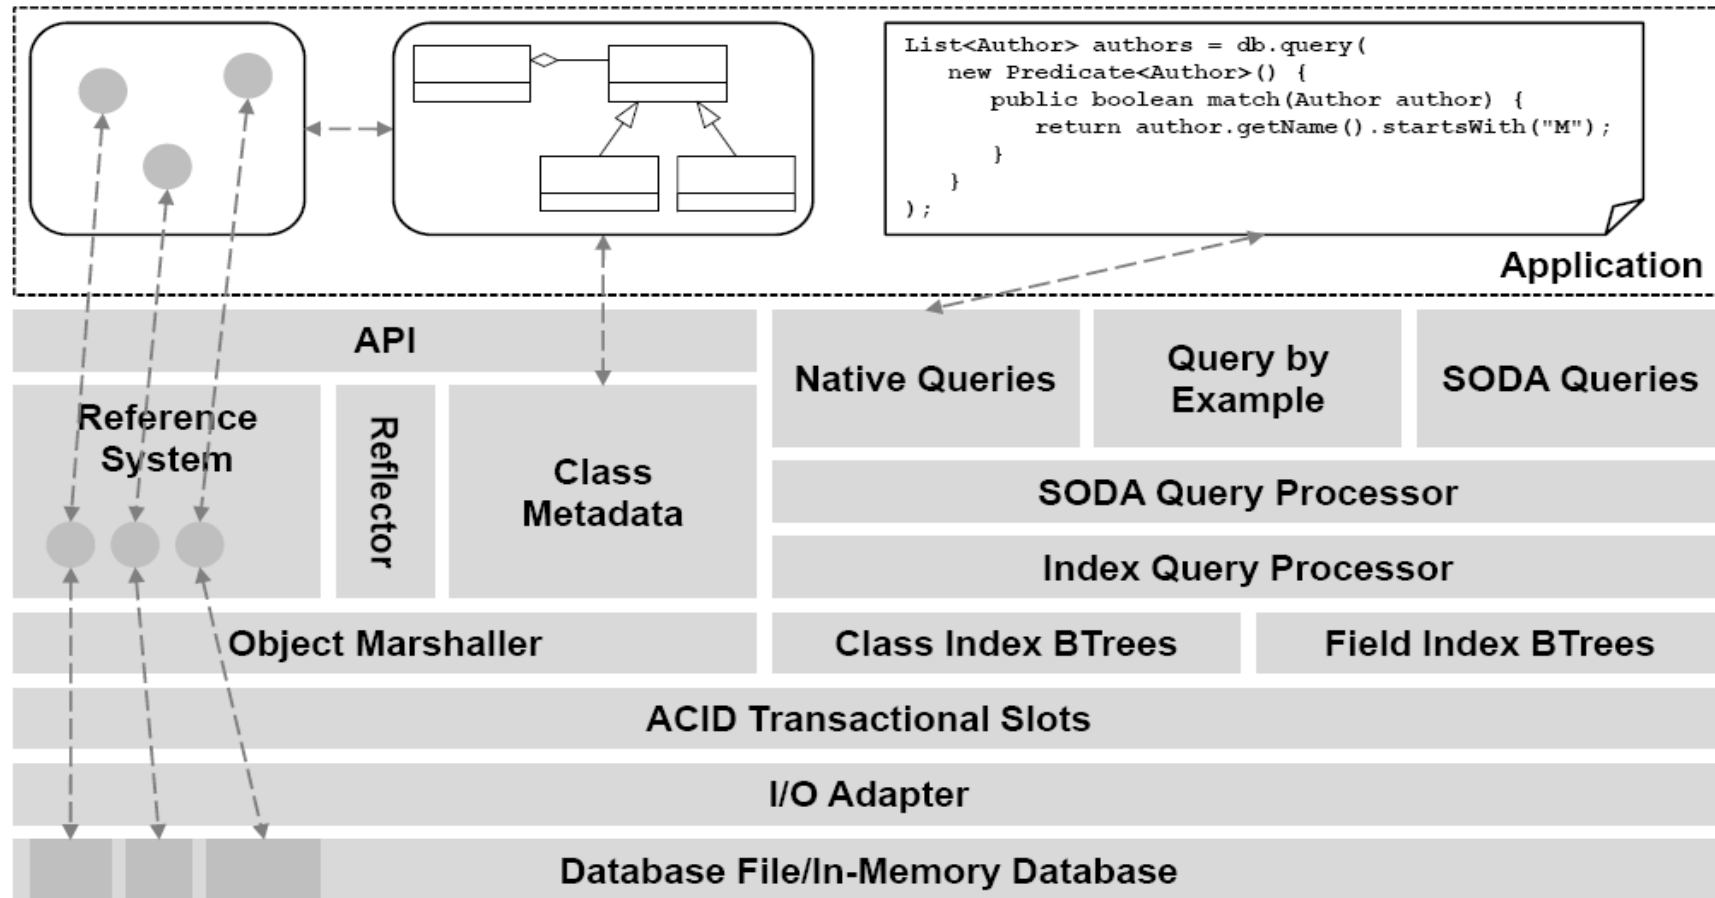 List<Author> authors = db.query(
   new Predicate<Author>() {
      public boolean match(Author author) {
         return author.getName().startsWith("M");
      }
   }
);
Application
API
Native Queries
Query by
Example
SODA Queries
Reference
System
Reflector
Class
Metadata
SODA Query Processor
Index Query Processor
Object Marshaller
Class Index BTrees
Field Index BTrees
ACID Transactional Slots
I/O Adapter
Database File/In-Memory Database